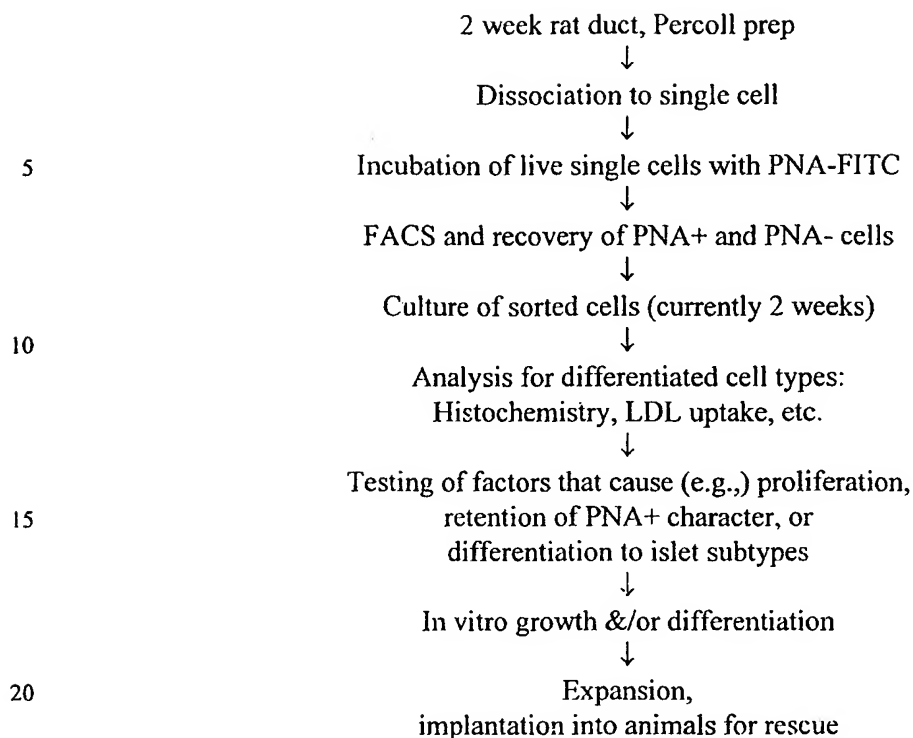 2 week rat duct, Percoll prep
↓
Dissociation to single cell
↓
5 Incubation of live single cells with PNA-FITC
↓
FACS and recovery of PNA+ and PNA- cells
↓
Culture of sorted cells (currently 2 weeks)
10 ↓
Analysis for differentiated cell types:
Histochemistry, LDL uptake, etc.
↓
Testing of factors that cause (e.g.,) proliferation,
15 retention of PNA+ character, or
differentiation to islet subtypes
↓
In vitro growth &/or differentiation
↓
20 Expansion,
implantation into animals for rescue